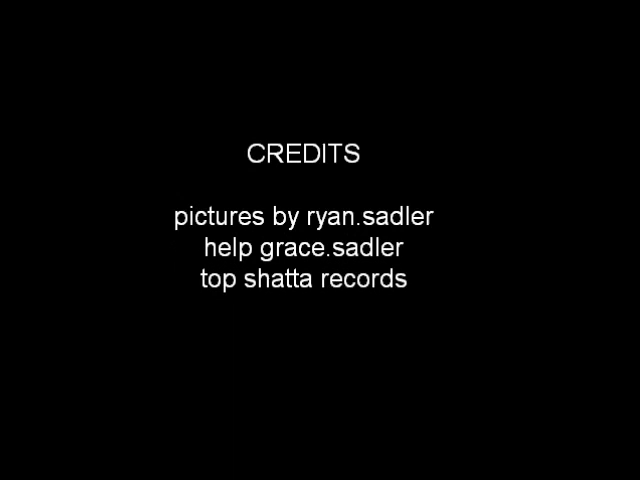 CREDITS
pictures by ryan.sadler
help grace.sadler
top shatta records